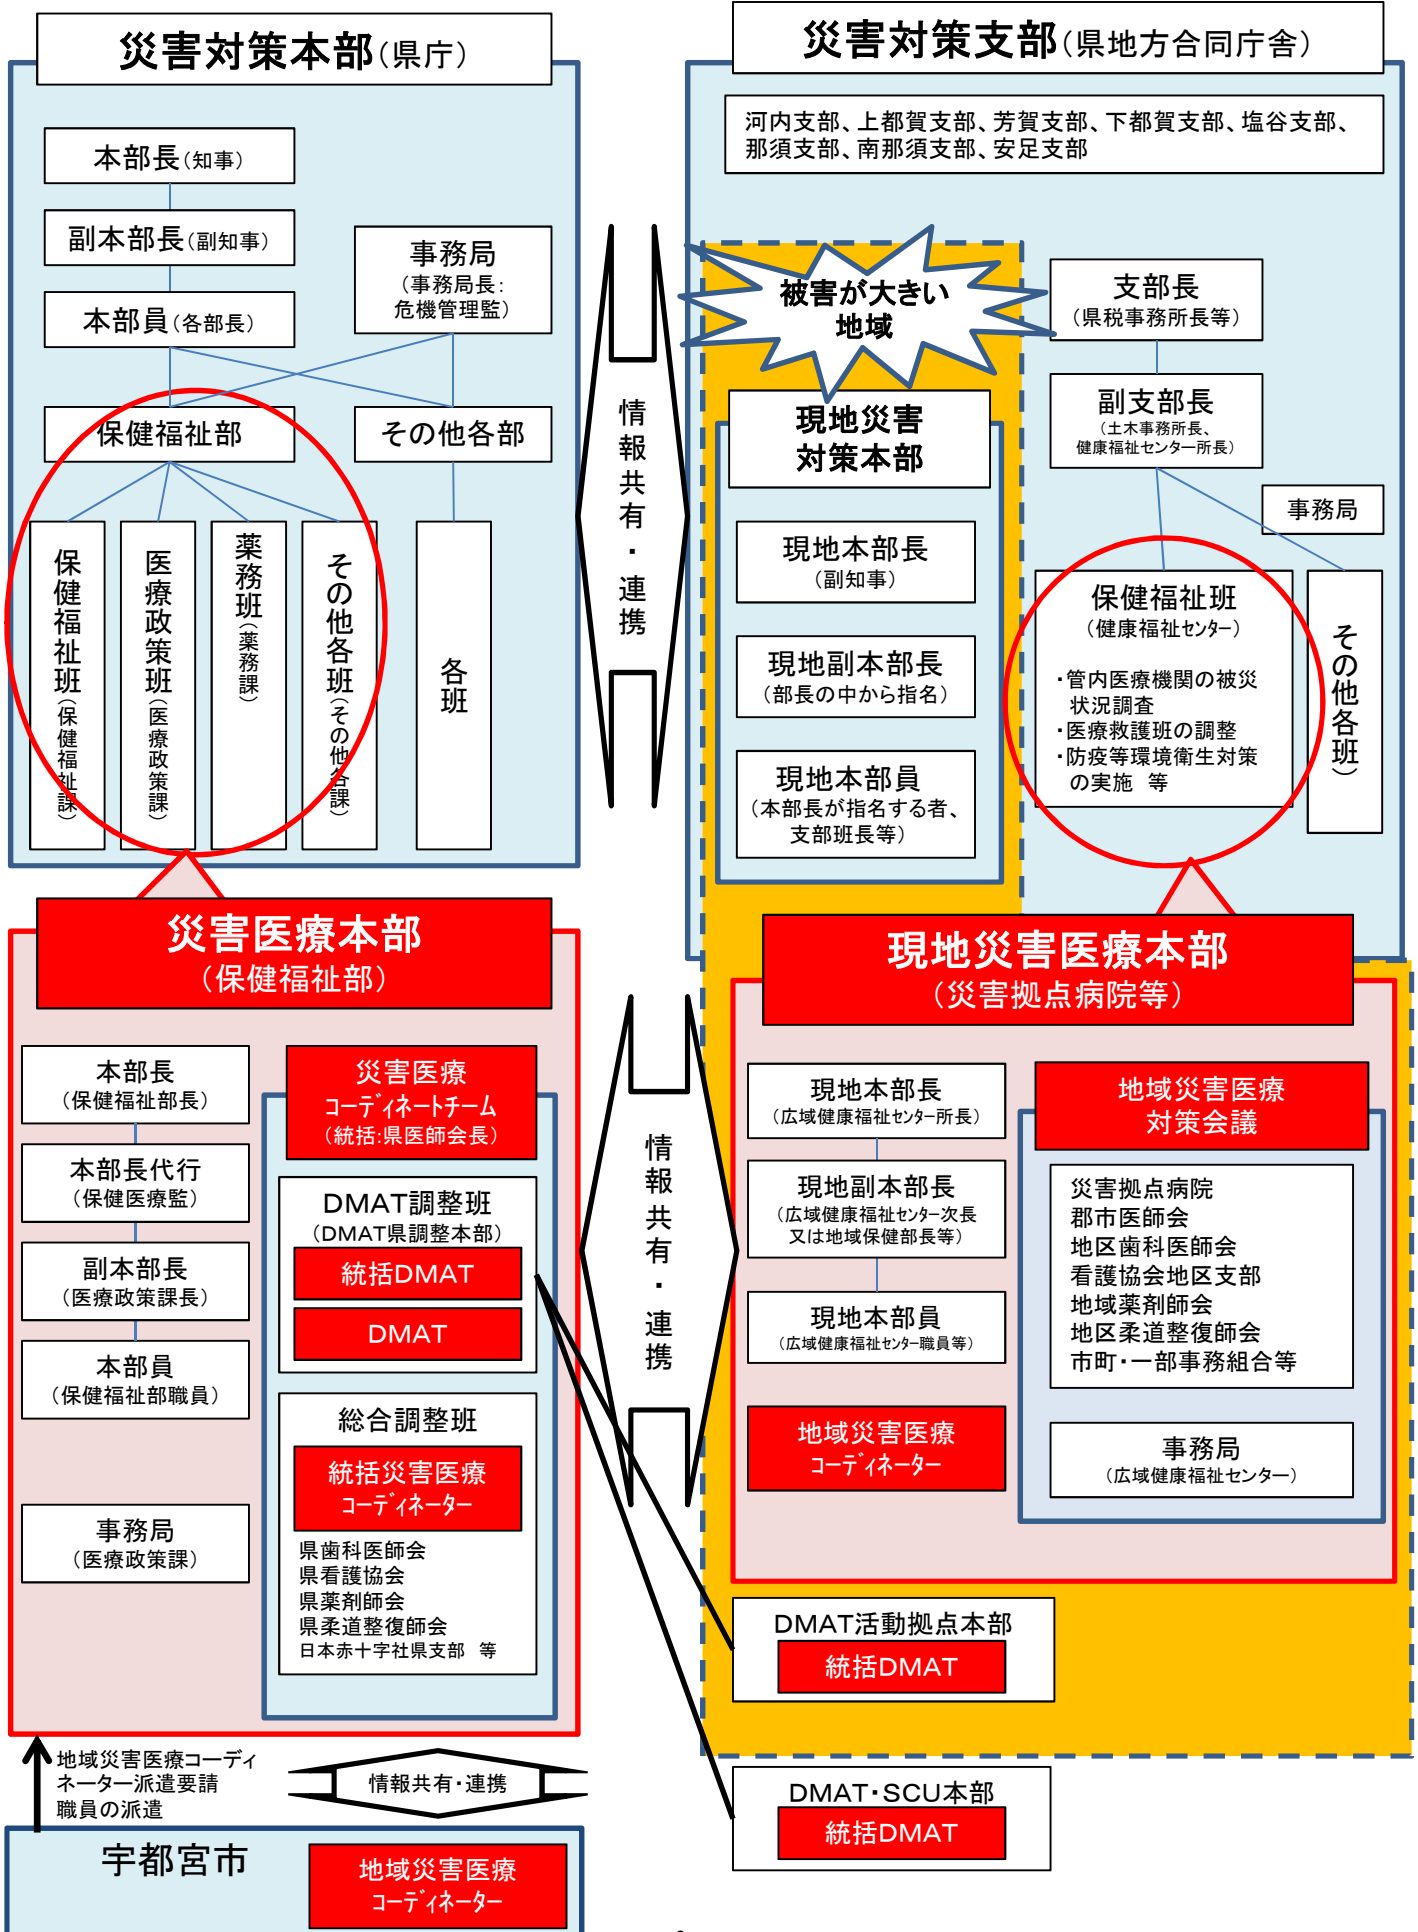 災害対策本部（県庁）
本部長（知事）
副本部長（副知事）
本部員（各部長）
事務局
（事務局長：
危機管理監）
保健福祉部
その他各部
保健福祉班（保健福祉課）
医療政策班（医療政策課）
薬務班（薬務課）
その他各班（その他各課）
各班
情報共有・連携
災害対策支部（県地方合同庁舎）
河内支部、上都賀支部、芳賀支部、下都賀支部、塩谷支部、
那須支部、南那須支部、安足支部
被害が大きい
地域
現地災害
対策本部
現地本部長
（副知事）
現地副本部長
（部長の中から指名）
現地本部員
（本部長が指名する者、
支部班長等）
支部長
（県税事務所長等）
副支部長
（土木事務所長、
健康福祉センター所長）
事務局
保健福祉班
（健康福祉センター）
・管内医療機関の被災
状況調査
・医療救護班の調整
・防疫等環境衛生対策
の実施　等
その他各班）
災害医療本部
（保健福祉部）
本部長
（保健福祉部長）
本部長代行
（保健医療監）
副本部長
（医療政策課長）
本部員
（保健福祉部職員）
事務局
（医療政策課）
災害医療
コーディネートチーム
（統括：県医師会長）
DMAT調整班
（DMAT県調整本部）
統括DMAT
DMAT
総合調整班
統括災害医療
コーディネーター
県歯科医師会
県看護協会
県薬剤師会
県柔道整復師会
日本赤十字社県支部　等
情報共有・連携
現地災害医療本部
（災害拠点病院等）
現地本部長
（広域健康福祉センター所長）
現地副本部長
（広域健康福祉センター次長
又は地域保健部長等）
現地本部員
（広域健康福祉センター職員等）
地域災害医療
コーディネーター
地域災害医療
対策会議
災害拠点病院
郡市医師会
地区歯科医師会
看護協会地区支部
地域薬剤師会
地区柔道整復師会
市町・一部事務組合等
事務局
（広域健康福祉センター）
DMAT活動拠点本部
統括DMAT
DMAT・SCU本部
統括DMAT
地域災害医療コーディ
ネーター派遣要請
職員の派遣
情報共有・連携
宇都宮市
地域災害医療
コーディネーター